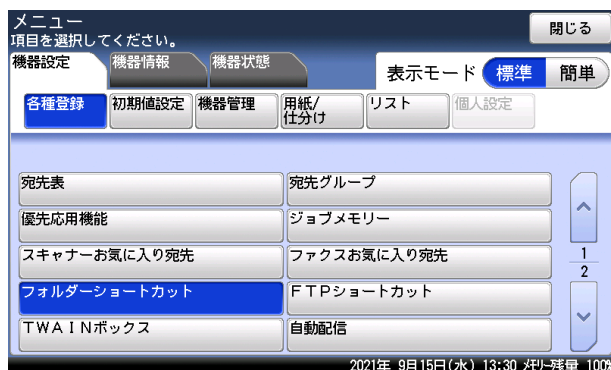 メニュー
閉じる
項目を選択してください。
機器設定 機器情報 機器状態
表示モード 標準 簡単
各種登録 初期値設定 機器管理 用紙/ リスト 個人設定
仕分け
宛先表 宛先グループ
優先応用機能 ジョブメモリー
スキャナーお気に入り宛先 ファクスお気に入り宛先
1
フォルダーショートカット ＦＴＰショートカット
2
ＴＷＡＩＮボックス 自動配信
2021年 9月15日(水) 13:30 ﾒﾓﾘｰ残量 100%